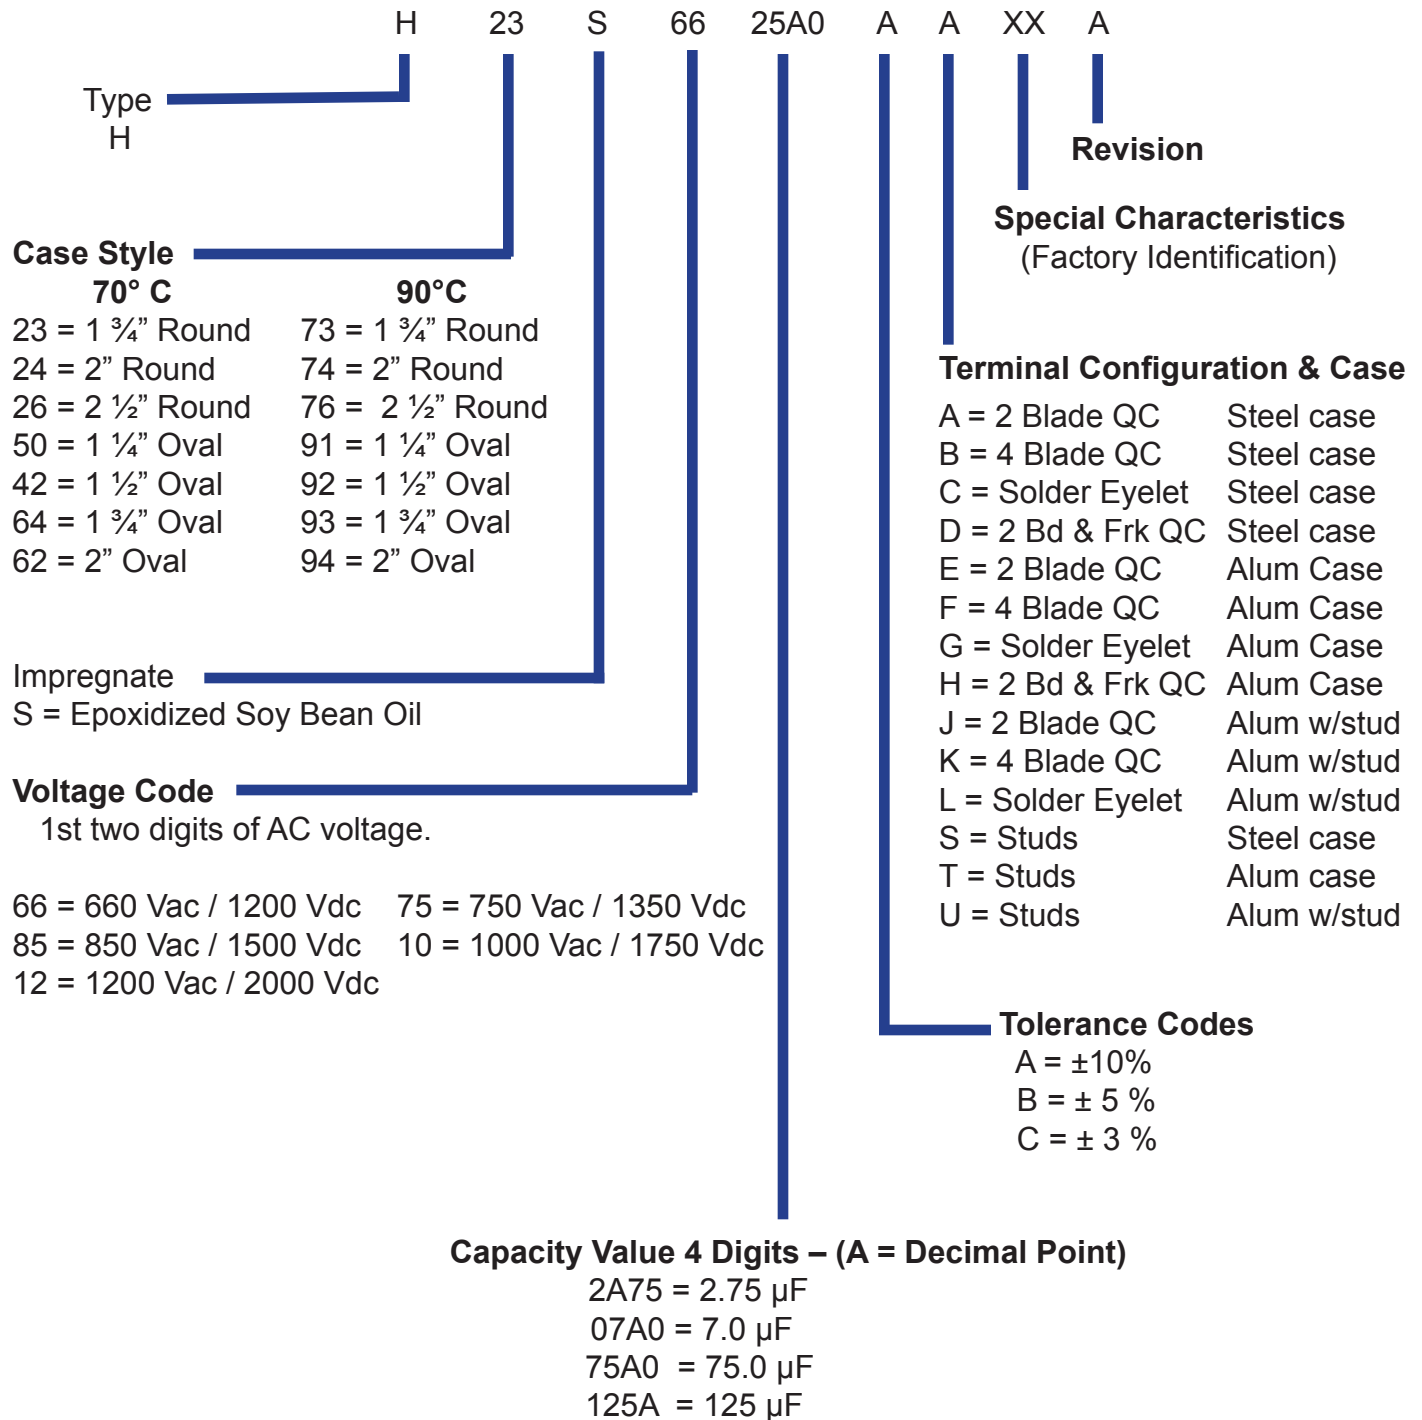 H 23 S 66 25A0 A A XX A
Type
H
Revision
Special Characteristics
(Factory Identification)
Case Style
70° C 90°C
23 = 1 ¾” Round 73 = 1 ¾” Round
24 = 2” Round 74 = 2” Round
26 = 2 ½” Round 76 = 2 ½” Round
50 = 1 ¼” Oval 91 = 1 ¼” Oval
42 = 1 ½” Oval 92 = 1 ½” Oval
64 = 1 ¾” Oval 93 = 1 ¾” Oval
62 = 2” Oval 94 = 2” Oval
Terminal Configuration & Case
A = 2 Blade QC Steel case
B = 4 Blade QC Steel case
C = Solder Eyelet Steel case
D = 2 Bd & Frk QC Steel case
E = 2 Blade QC Alum Case
F = 4 Blade QC Alum Case
G = Solder Eyelet Alum Case
H = 2 Bd & Frk QC Alum Case
J = 2 Blade QC Alum w/stud
K = 4 Blade QC Alum w/stud
L = Solder Eyelet Alum w/stud
S = Studs Steel case
T = Studs Alum case
U = Studs Alum w/stud
Impregnate
S = Epoxidized Soy Bean Oil
Voltage Code
1st two digits of AC voltage.
66 = 660 Vac / 1200 Vdc 75 = 750 Vac / 1350 Vdc
85 = 850 Vac / 1500 Vdc 10 = 1000 Vac / 1750 Vdc
12 = 1200 Vac / 2000 Vdc
Tolerance Codes
A = ±10%
B = ± 5 %
C = ± 3 %
Capacity Value 4 Digits – (A = Decimal Point)
2A75 = 2.75 µF
07A0 = 7.0 µF
75A0 = 75.0 µF
125A = 125 µF